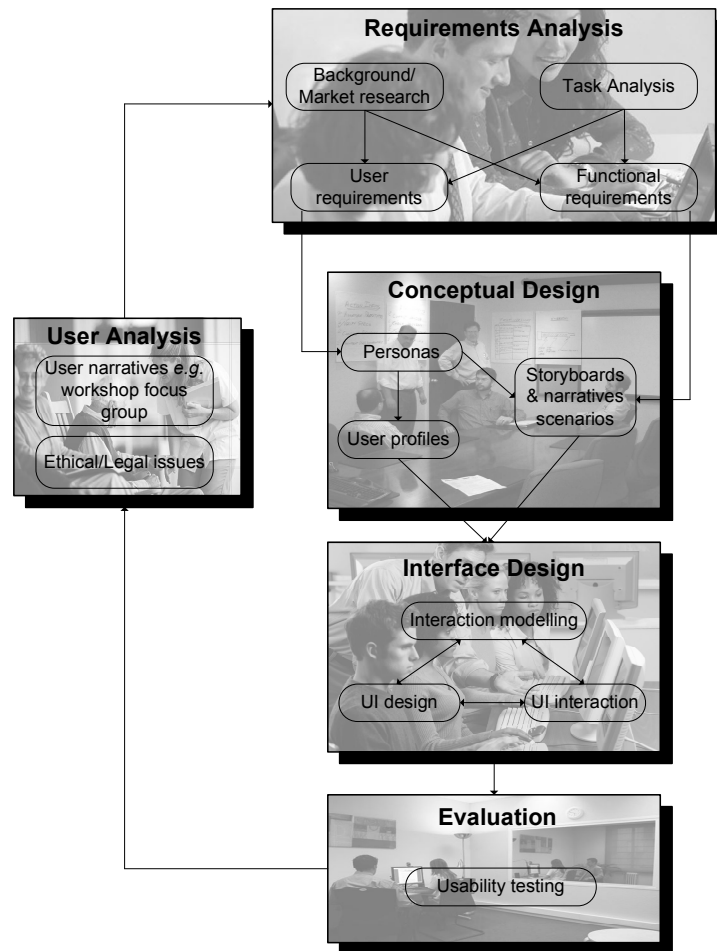 Requirements Analysis
Background/
Market research
Task Analysis
User
requirements
Functional
requirements
Conceptual Design
Personas
Storyboards
& narratives
scenarios
User profiles
User Analysis
User narratives e.g.
workshop focus
group
Ethical/Legal issues
Interface Design
Interaction modelling
UI design
UI interaction
Evaluation
Usability testing